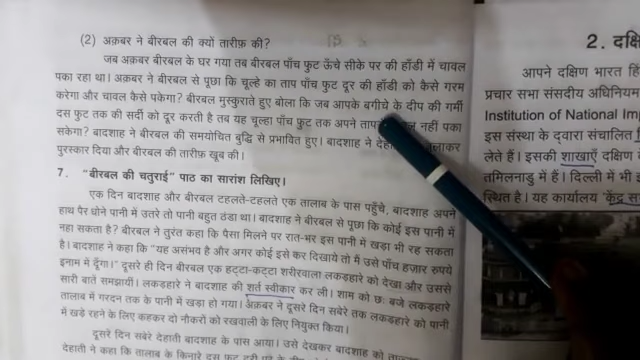 (2) अक़बर ने बीरबल की क्यों तारीफ़ की?
जब अक़बर बीरबल के घर गया तब बीरबल पाँच फुट ऊँचे सीके पर की हाँडी में चावल
पका रहा था। अक़बर ने बीरबल से पूछा कि चूल्हे का ताप पाँच फुट दूर की हाँडी को कैसे गरम
करेगा और चावल कैसे पकेगा? बीरबल मुस्कुराते हुए बोला कि जब आपके बगीचे के दीप की गर्मी
दस फुट तक की सर्दी को दूर करती है तब यह चूल्हा पाँच फुट तक अपने ताप नहीं पका
सकेगा? बादशाह ने बीरबल की समयोचित बुद्धि से प्रभावित हुए। बादशाह ने
पुरस्कार दिया और बीरबल की तारीफ़ खूब की।
7. "बीरबल की चतुराई" पाठ का सारांश लिखिए।
एक दिन बादशाह और बीरबल टहलते-टहलते एक तालाब के पास पहुँचे, बादशाह अपने
हाथ पैर धोने पानी में उतरे तो पानी बहुत ठंडा था। बादशाह ने बीरबल से पूछा कि कोई इस पानी में
नहा सकता है? बीरबल ने तुरंत कहा कि पैसा मिलने पर रात-भर इस पानी में खड़ा भी रह सकता
है। बादशाह ने कहा कि "यह असंभव है और अगर कोई इसे कर दिखाये तो मैं उसे पाँच हज़ार रुपये
इनाम में दूँगा।" दूसरे ही दिन बीरबल एक हट्टा-कट्टा शरीरवाला लकड़हारे को देखा और उससे
सारी बातें समझायीं। लकड़हारे ने बादशाह की शर्त स्वीकार कर ली। शाम को छः बजे लकड़हारे
तालाब में गरदन तक के पानी में खड़ा हो गया। अक़बर ने दूसरे दिन सबेरे तक लकड़हारे को पानी
में खड़े रहने के लिए कहकर दो नौकरों को रखवाली के लिए नियुक्त किया।
दूसरे दिन सबेरे देहाती बादशाह के पास आया। उसे देखकर बादशाह को
देहाती ने कहा कि तालाब के किनारे दस फुट
2. दक्षि
आपने दक्षिण भारत हिं
प्रचार सभा संसदीय अधिनियम
Institution of National Imp
इस संस्था के द्वारा संचालित
लेते हैं। इसकी शाखाएँ दक्षिण
तमिलनाडु में हैं। दिल्ली में भी
स्थित है। यह कार्यालय 'केंद्र स